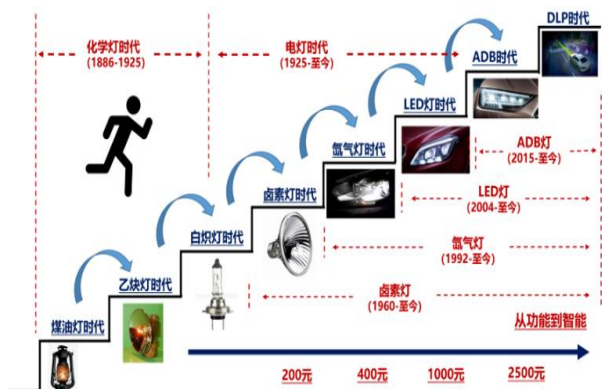 DLP时代
化学灯时代
(1886-1925)
电灯时代
(1925-至今)
ADB时代
LED灯时代
氙气灯时代
卤素灯时代
白炽灯时代
乙炔灯时代
煤油灯时代
ADB灯
(2015-至今)
LED灯
(2004-至今)
氙气灯
(1992-至今)
卤素灯
(1960-至今)
从功能到智能
200元
400元
1000元
2500元